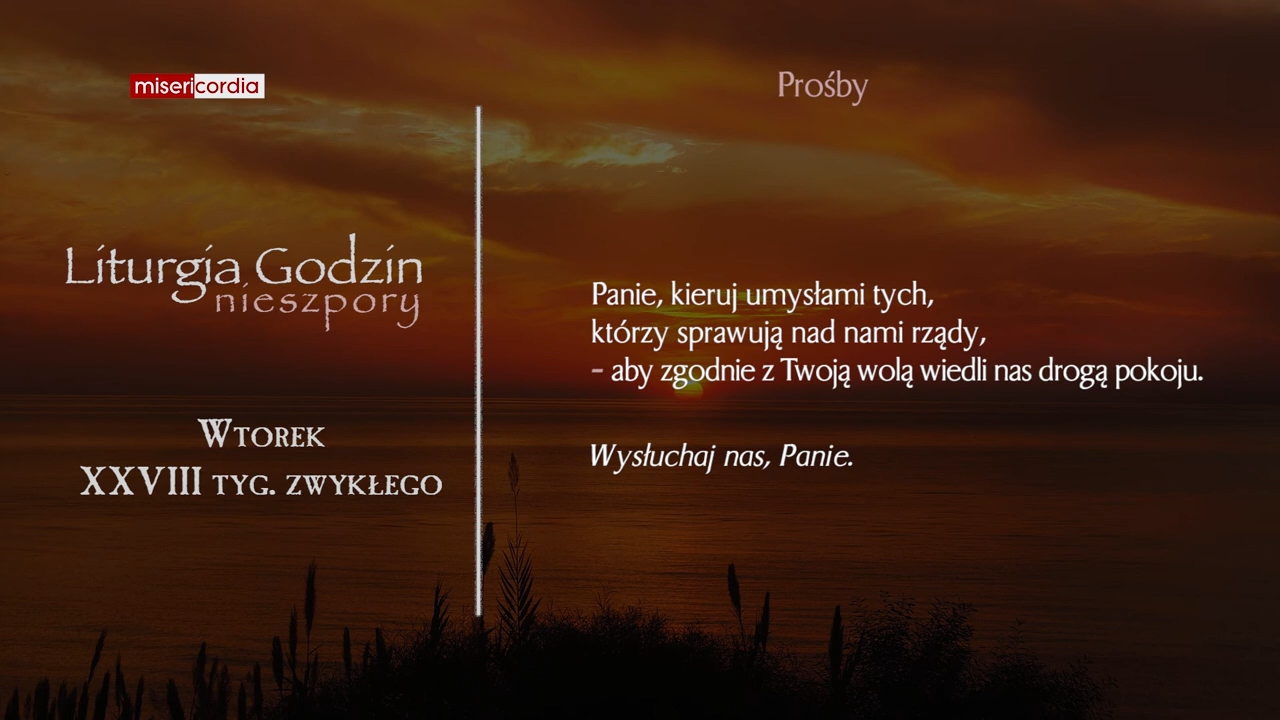 misericordia
Prośby
Liturgia Godzin
nieszpory
Wtorek
XXVIII tyg. zwykłego
Panie, kieruj umysłami tych,
którzy sprawują nad nami rządy,
- aby zgodnie z Twoją wolą wiedli nas drogą pokoju.
Wysłuchaj nas, Panie.